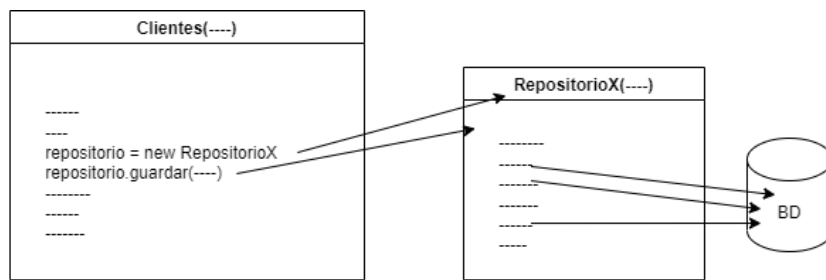 Clientes(----)
------
----
repositorio = new RepositorioX
repositorio.guardar(----)
--------
------
-------
RepositorioX(----)
--------
------
-------
-------
------
-----
BD